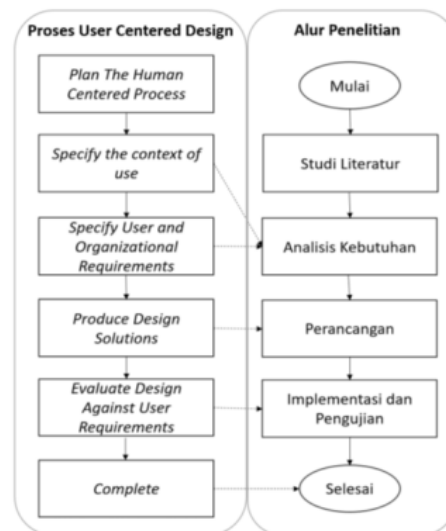 Proses User Centered Design
Plan The Human
Centered Process
Specify the context of
use
Specify User and
Organizational
Requirements
Produce Design
Solutions
Evaluate Design
Against User
Requirements
Complete
Alur Penelitian
Mulai
Studi Literatur
Analisis Kebutuhan
Perancangan
Implementasi dan
Pengujian
Selesai